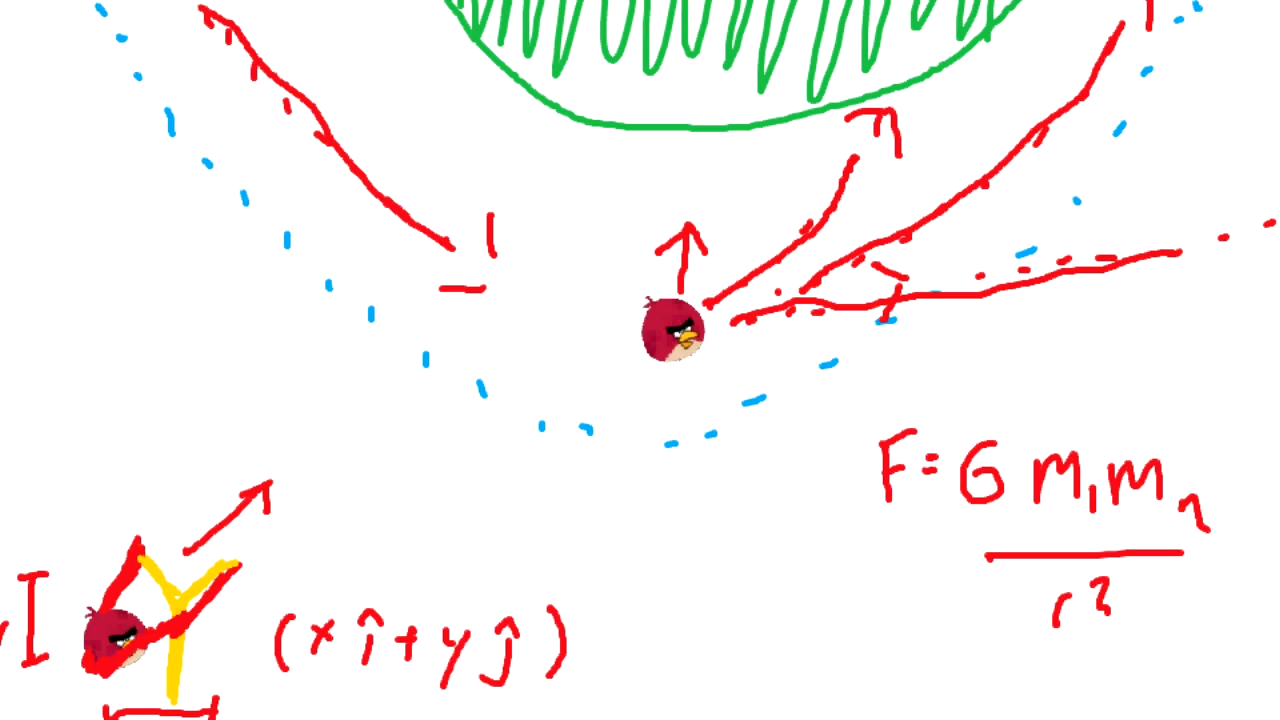 F = G m₁m₂
r²
(x î + y ĵ)